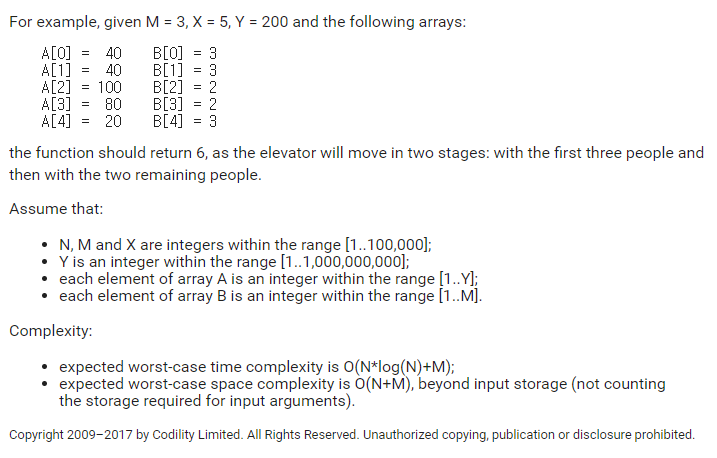 For example, given M = 3, X = 5, Y = 200 and the following arrays:
A[0] = 40 B[0] = 3
A[1] = 40 B[1] = 3
A[2] = 100 B[2] = 2
A[3] = 80 B[3] = 2
A[4] = 20 B[4] = 3
the function should return 6, as the elevator will move in two stages: with the first three people and
then with the two remaining people.
Assume that:
• N, M and X are integers within the range [1..100,000];
• Y is an integer within the range [1..1,000,000,000];
• each element of array A is an integer within the range [1..Y];
• each element of array B is an integer within the range [1..M].
Complexity:
• expected worst-case time complexity is O(N*log(N)+M);
• expected worst-case space complexity is O(N+M), beyond input storage (not counting
the storage required for input arguments).
Copyright 2009–2017 by Codility Limited. All Rights Reserved. Unauthorized copying, publication or disclosure prohibited.